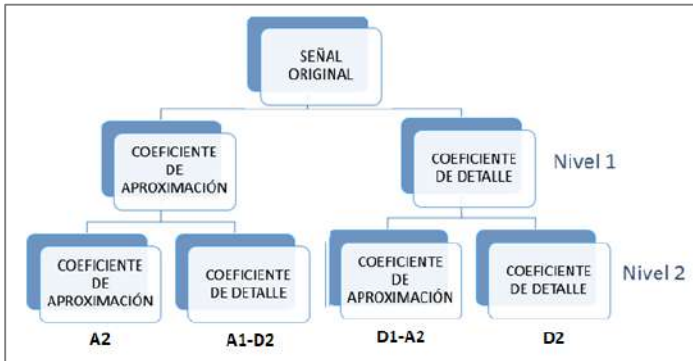 SEÑAL
ORIGINAL
COEFICIENTE
DE
APROXIMACIÓN
COEFICIENTE
DE DETALLE
Nivel 1
COEFICIENTE
DE
APROXIMACIÓN
COEFICIENTE
DE DETALLE
COEFICIENTE
DE
APROXIMACIÓN
COEFICIENTE
DE DETALLE
Nivel 2
A2
A1-D2
D1-A2
D2